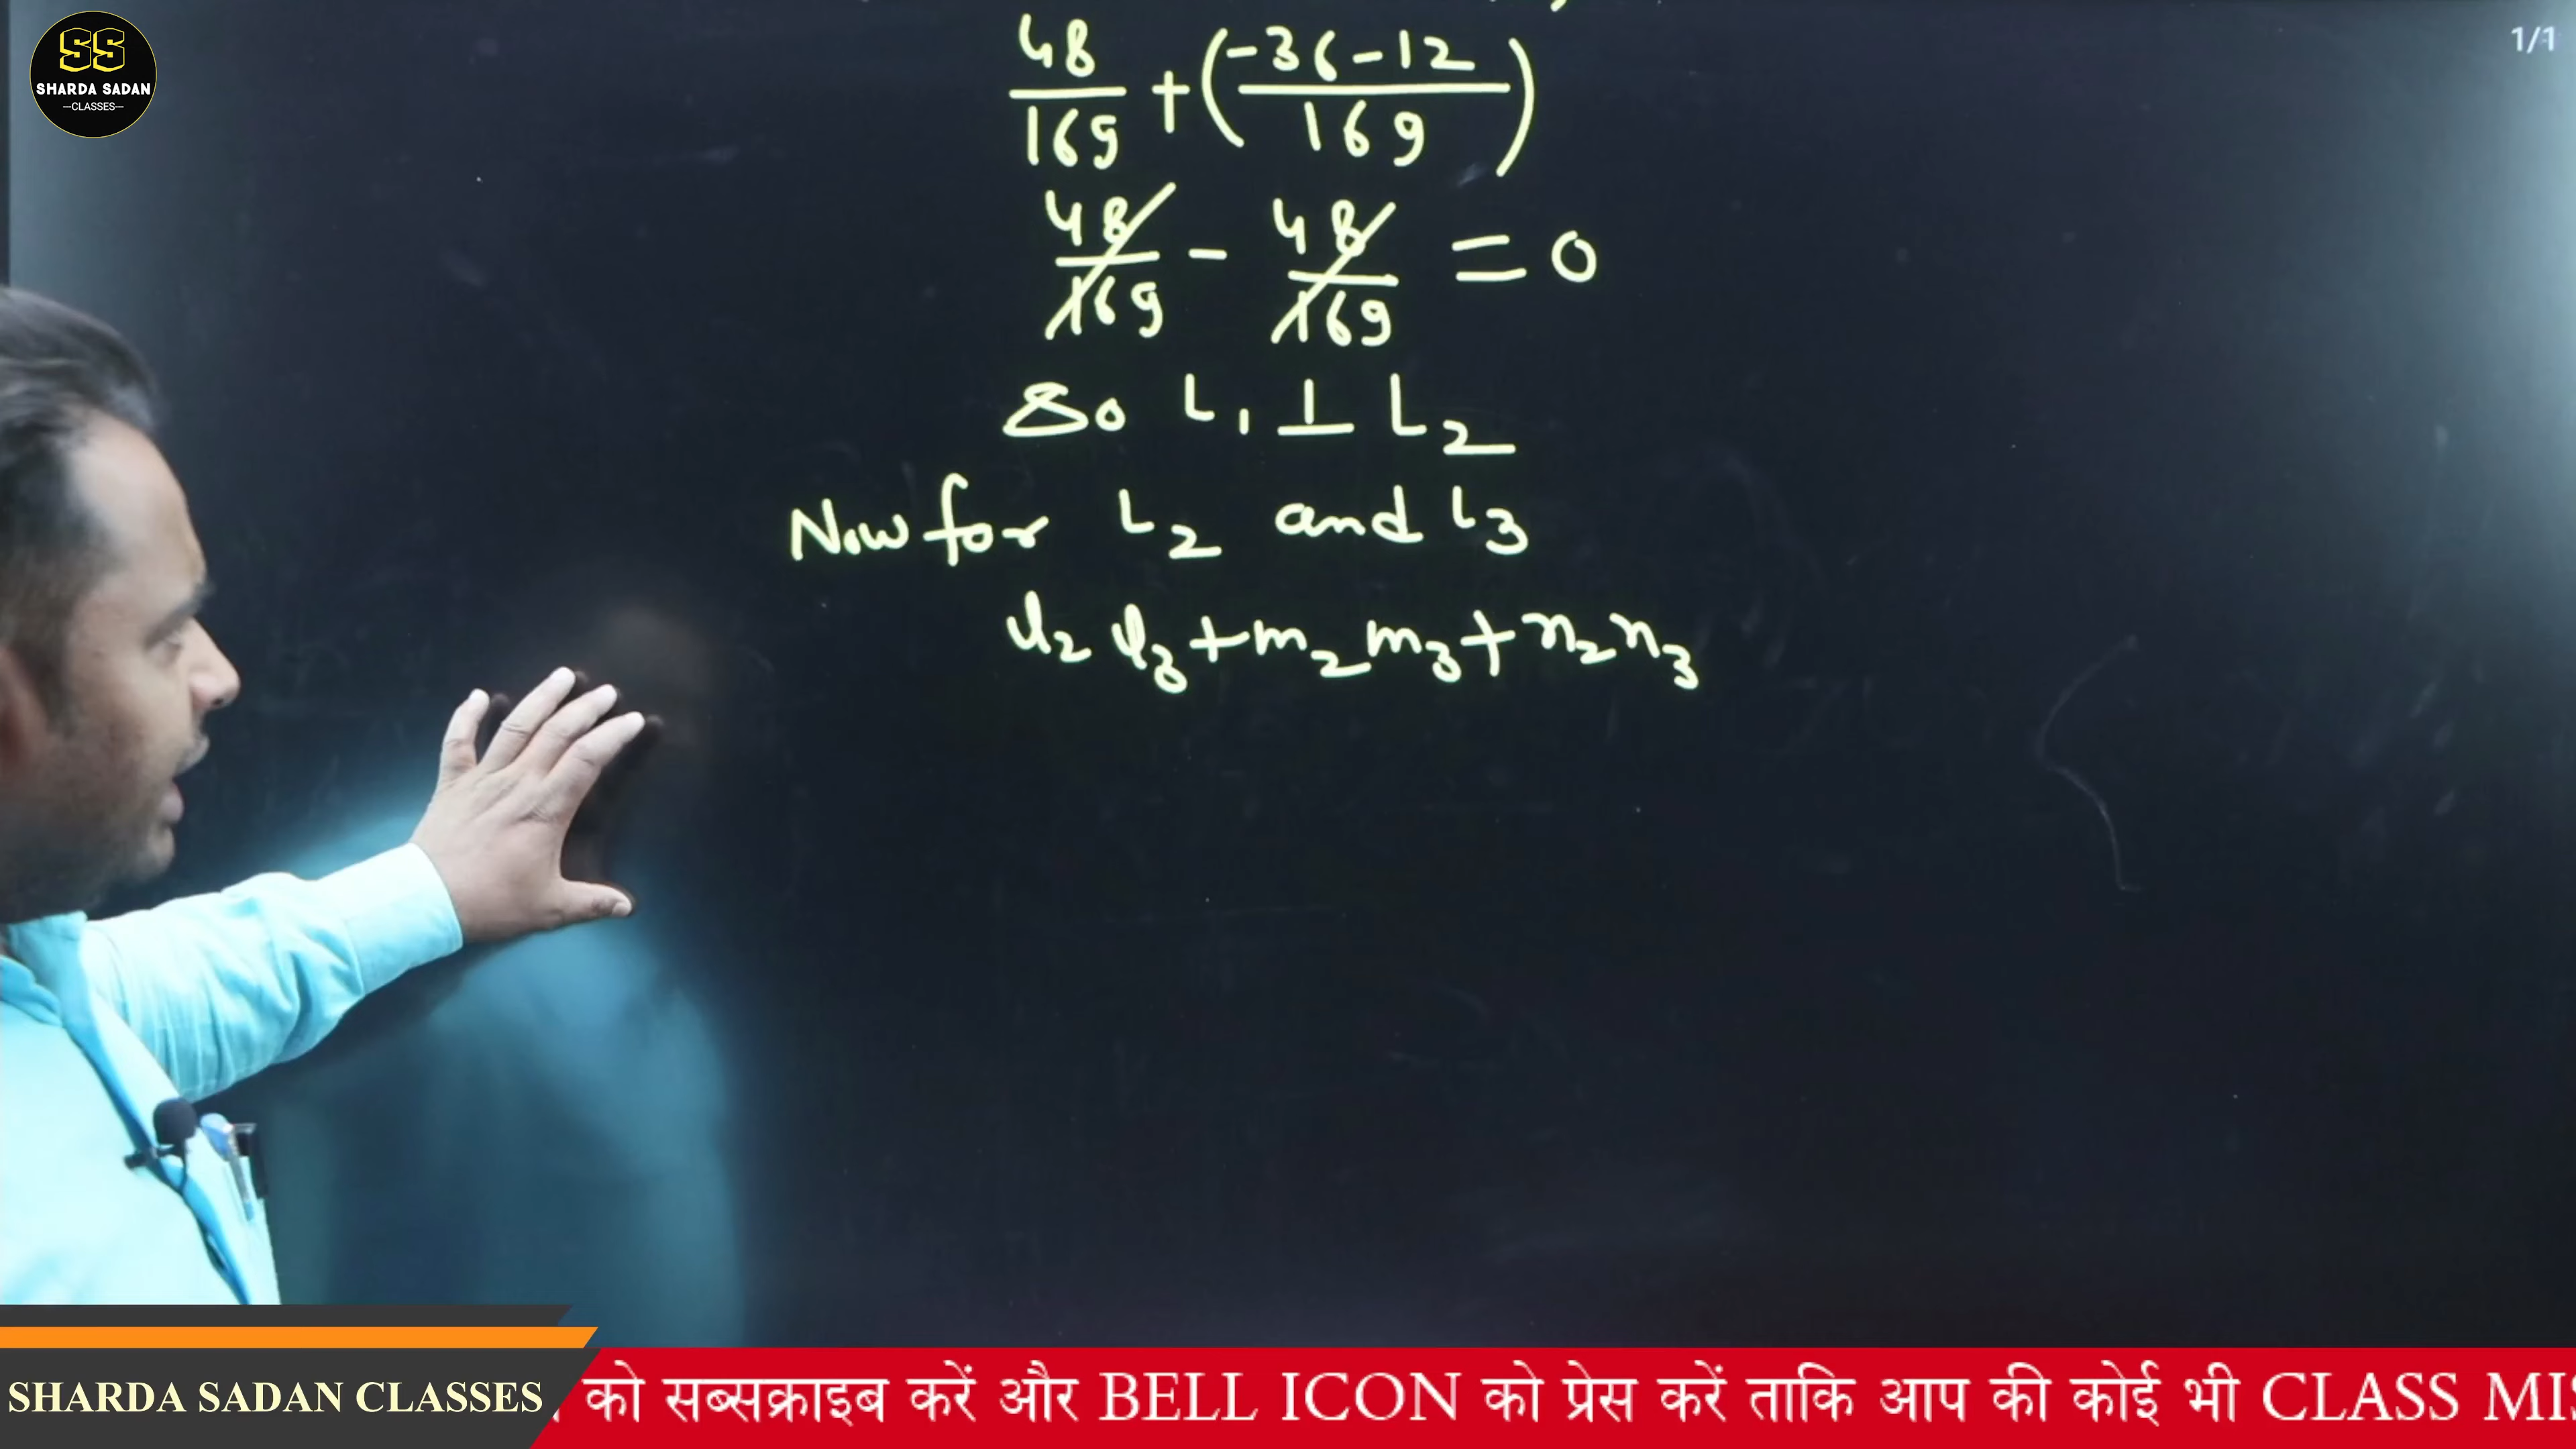 SS
SHARDA SADAN
—CLASSES—
1/1
48/169 + (-36-12/169)
48/169 - 48/169 = 0
So L₁ ⊥ L₂
Now for L₂ and L₃
l₂ l₃ + m₂ m₃ + n₂ n₃
SHARDA SADAN CLASSES
को सब्सक्राइब करें और BELL ICON को प्रेस करें ताकि आप की कोई भी CLASS